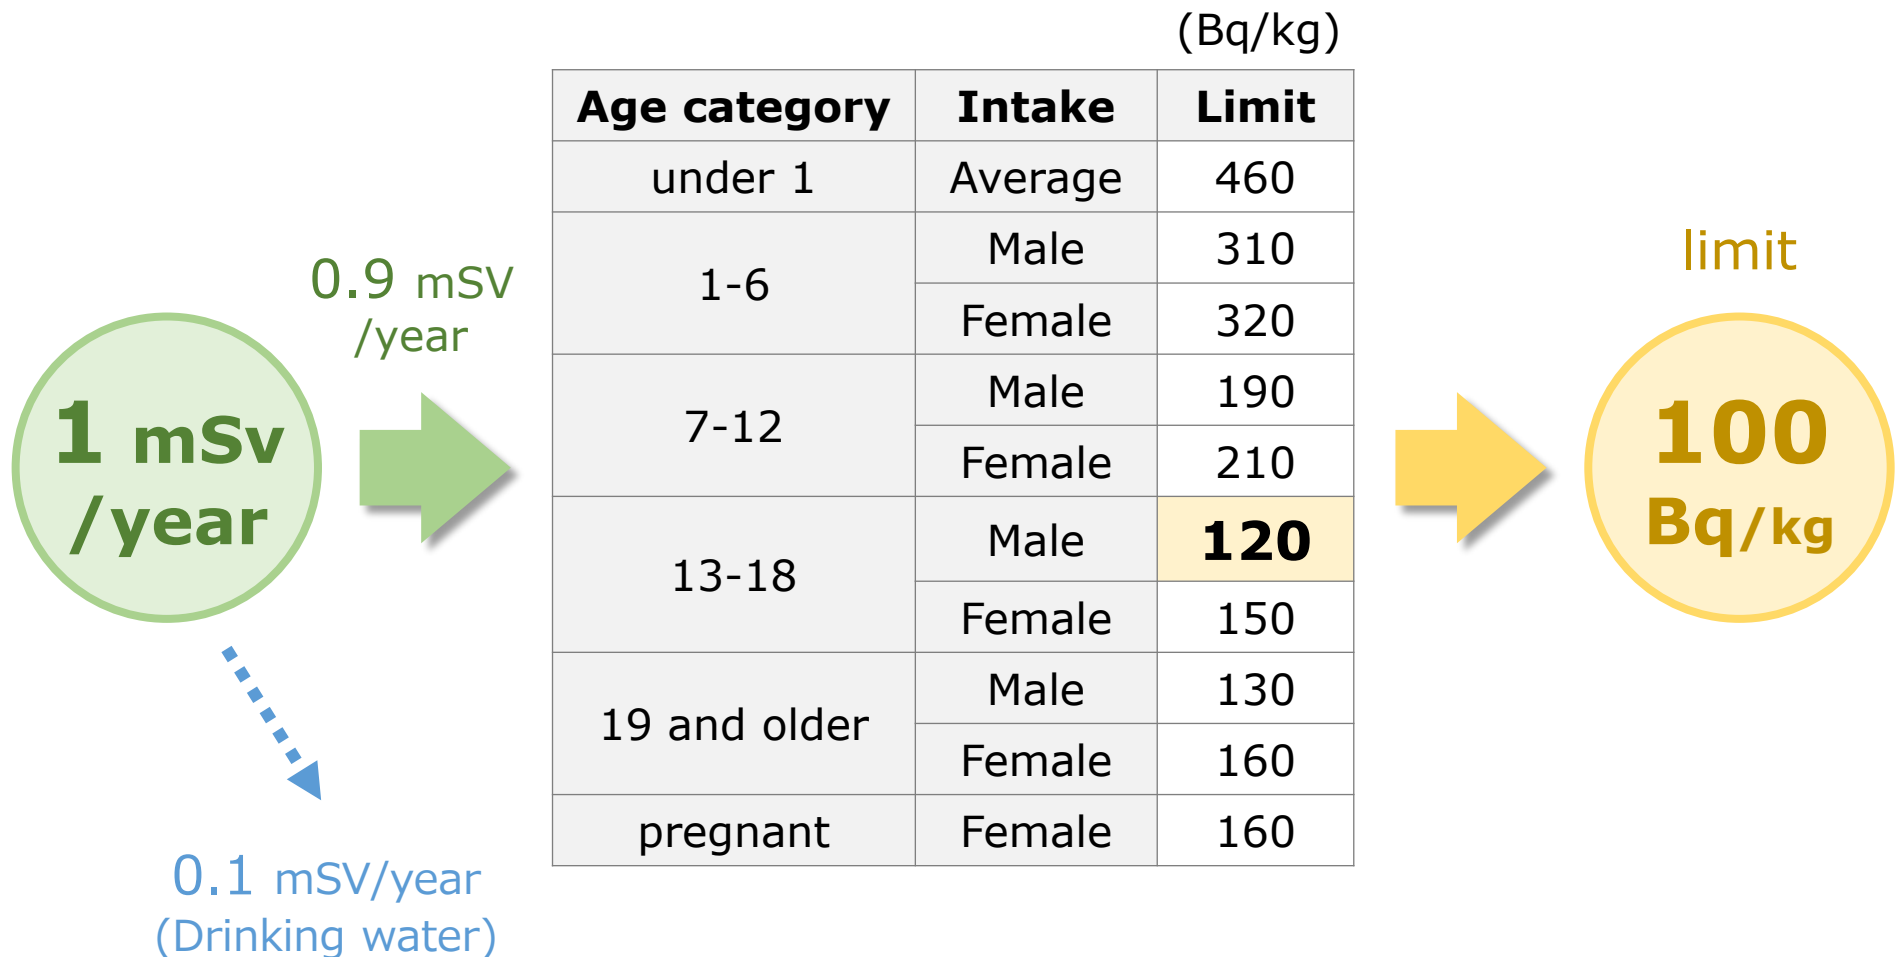 1 mSv
/year
0.9 mSV
/year
0.1 mSV/year
(Drinking water)
(Bq/kg)
Age category Intake Limit
under 1 Average 460
1-6 Male 310
Female 320
7-12 Male 190
Female 210
13-18 Male 120
Female 150
19 and older Male 130
Female 160
pregnant Female 160
limit
100
Bq/kg